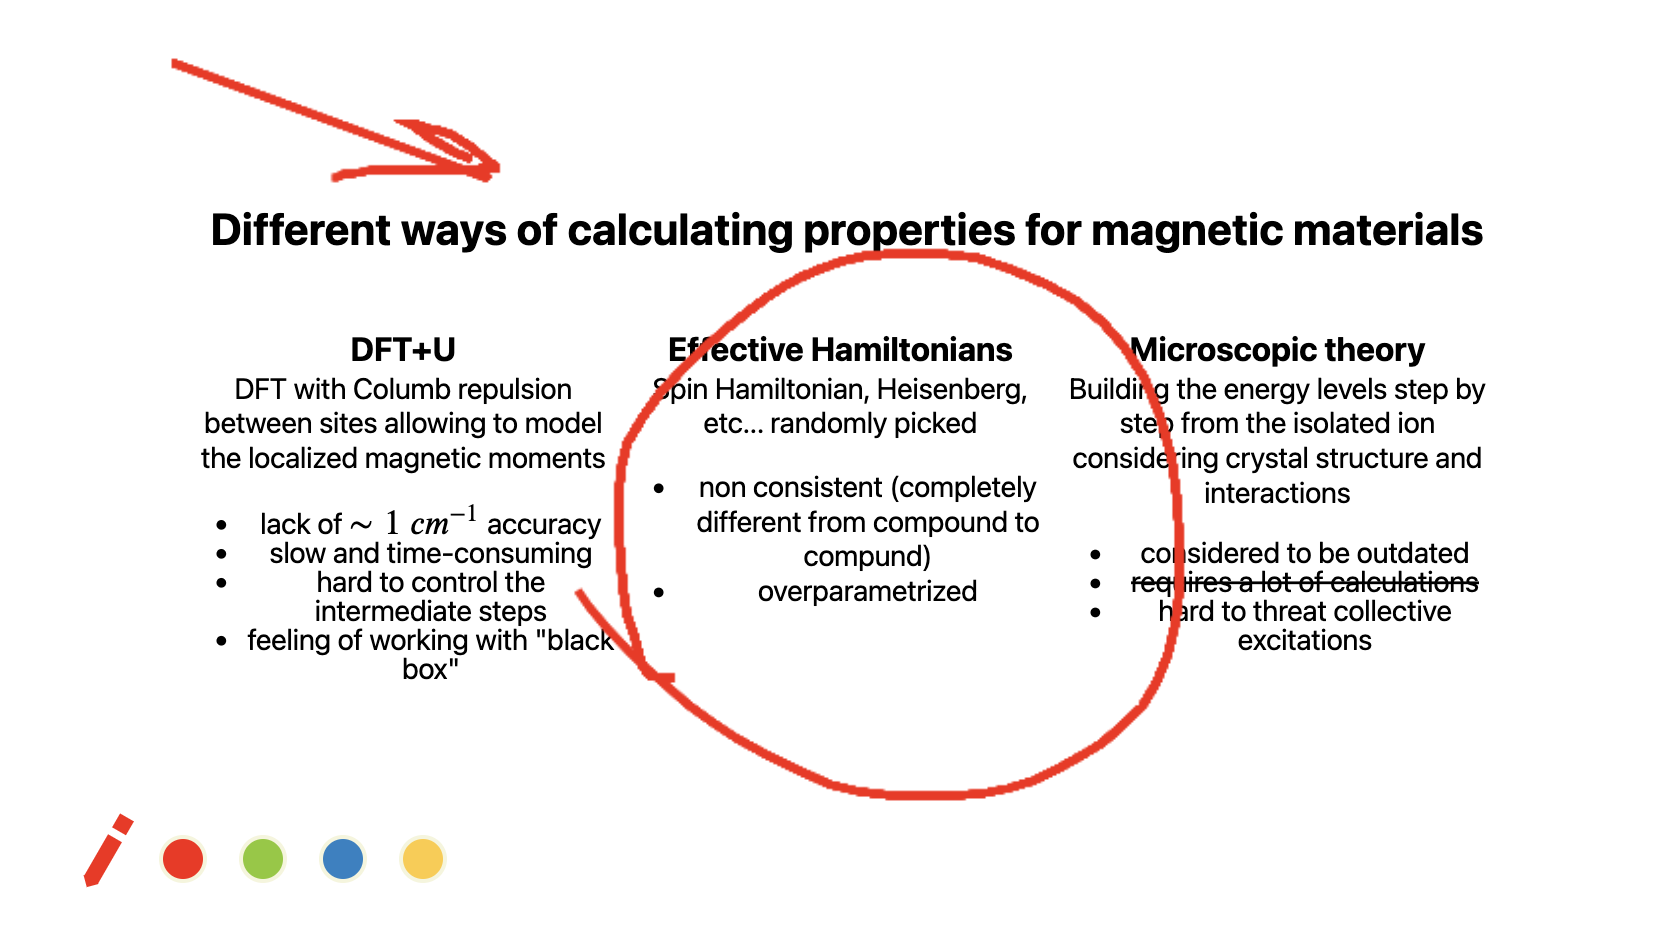 Different ways of calculating properties for magnetic materials
DFT+U
DFT with Columb repulsion
between sites allowing to model
the localized magnetic moments
• lack of ~ 1 cm⁻¹ accuracy
• slow and time-consuming
• hard to control the
intermediate steps
• feeling of working with "black
box"
Effective Hamiltonians
Spin Hamiltonian, Heisenberg,
etc... randomly picked
• non consistent (completely
different from compound to
compund)
• overparametrized
Microscopic theory
Building the energy levels step by
step from the isolated ion
considering crystal structure and
interactions
• considered to be outdated
• requires a lot of calculations
• hard to threat collective
excitations